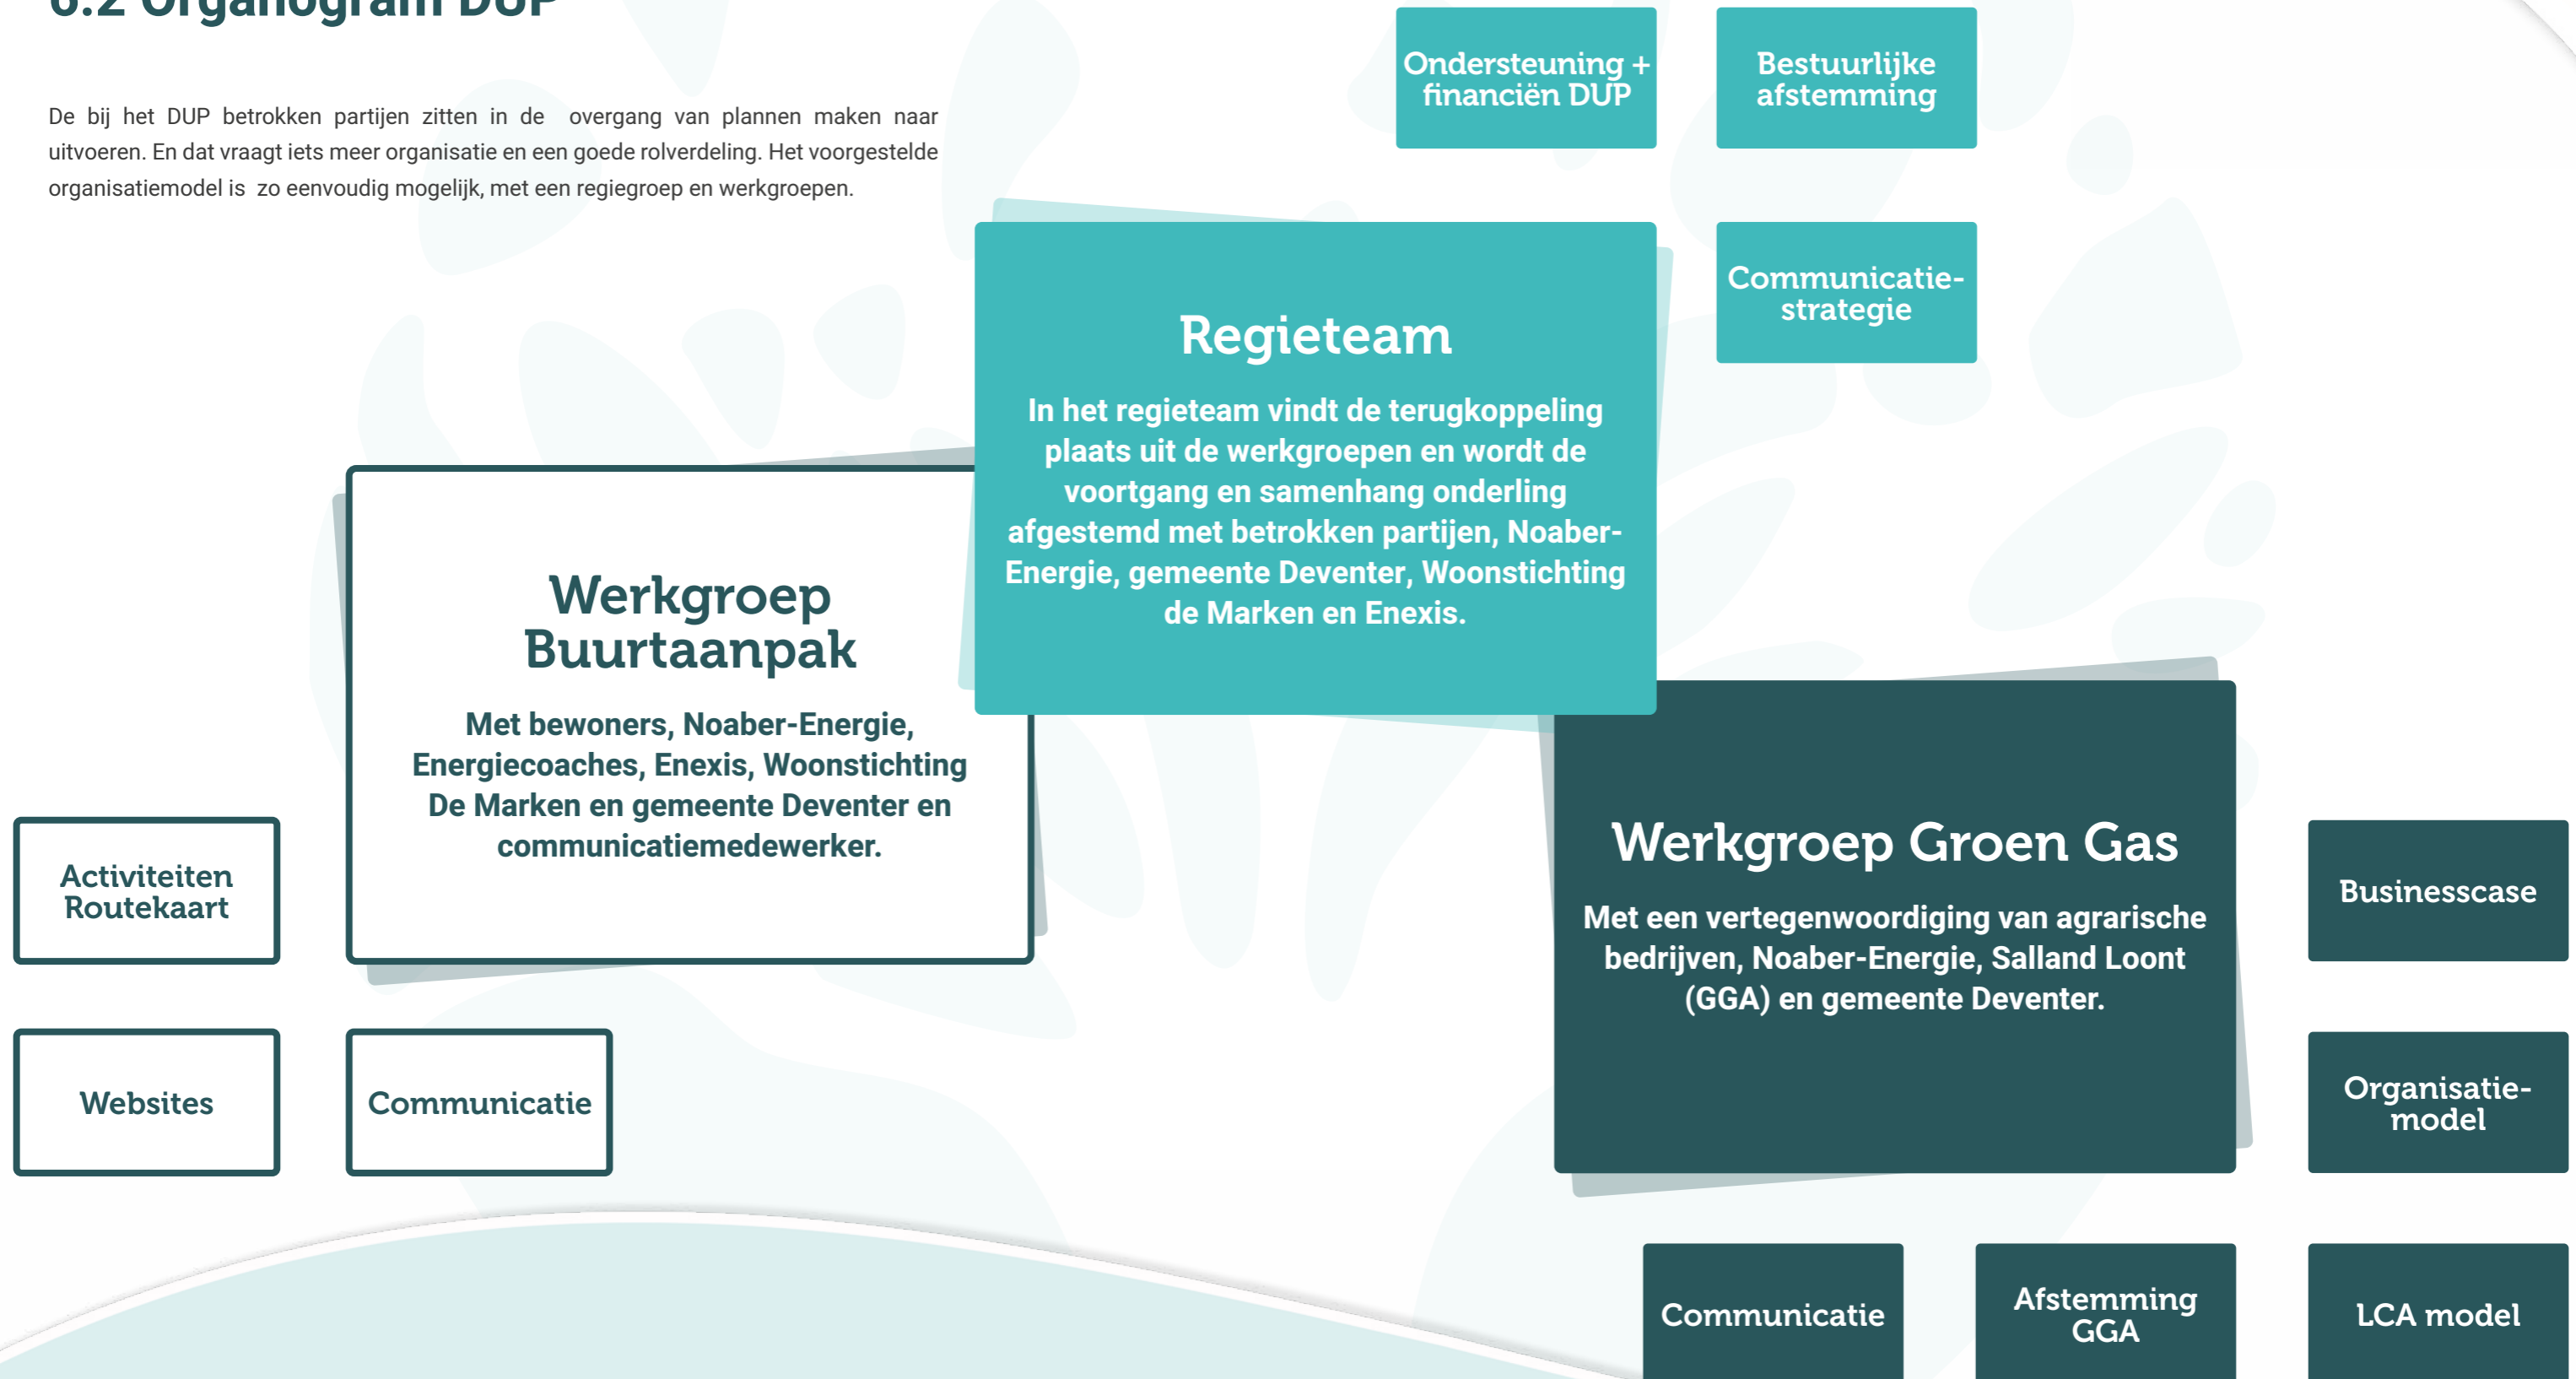 6.2 Organogram DUP
De bij het DUP betrokken partijen zitten in de overgang van plannen maken naar
uitvoeren. En dat vraagt iets meer organisatie en een goede rolverdeling. Het voorgestelde
organisatiemodel is zo eenvoudig mogelijk, met een regiegroep en werkgroepen.
Ondersteuning +
financiën DUP
Bestuurlijke
afstemming
Communicatie-
strategie
Regieteam
In het regieteam vindt de terugkoppeling
plaats uit de werkgroepen en wordt de
voortgang en samenhang onderling
afgestemd met betrokken partijen, Noaber-
Energie, gemeente Deventer, Woonstichting
de Marken en Enexis.
Werkgroep
Buurtaanpak
Met bewoners, Noaber-Energie,
Energiecoaches, Enexis, Woonstichting
De Marken en gemeente Deventer en
communicatiemedewerker.
Activiteiten
Routekaart
Websites
Communicatie
Werkgroep Groen Gas
Met een vertegenwoordiging van agrarische
bedrijven, Noaber-Energie, Salland Loont
(GGA) en gemeente Deventer.
Businesscase
Organisatie-
model
Communicatie
Afstemming
GGA
LCA model